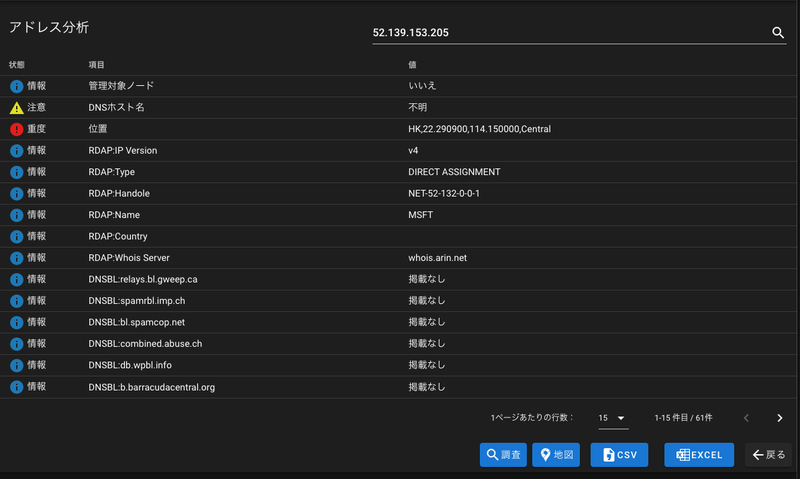 アドレス分析
52.139.153.205
状態 項目 値
情報 管理対象ノード いいえ
注意 DNSホスト名 不明
重度 位置 HK,22.290900,114.150000,Central
情報 RDAP:IP Version v4
情報 RDAP:Type DIRECT ASSIGNMENT
情報 RDAP:Handole NET-52-132-0-0-1
情報 RDAP:Name MSFT
情報 RDAP:Country
情報 RDAP:Whois Server whois.arin.net
情報 DNSBL:relays.bl.gweep.ca 掲載なし
情報 DNSBL:spamrbl.imp.ch 掲載なし
情報 DNSBL:bl.spamcop.net 掲載なし
情報 DNSBL:combined.abuse.ch 掲載なし
情報 DNSBL:db.wpbl.info 掲載なし
情報 DNSBL:b.barracudacentral.org 掲載なし
1ページあたりの行数： 15 1-15 件目 / 61件
調査 地図 CSV EXCEL 戻る